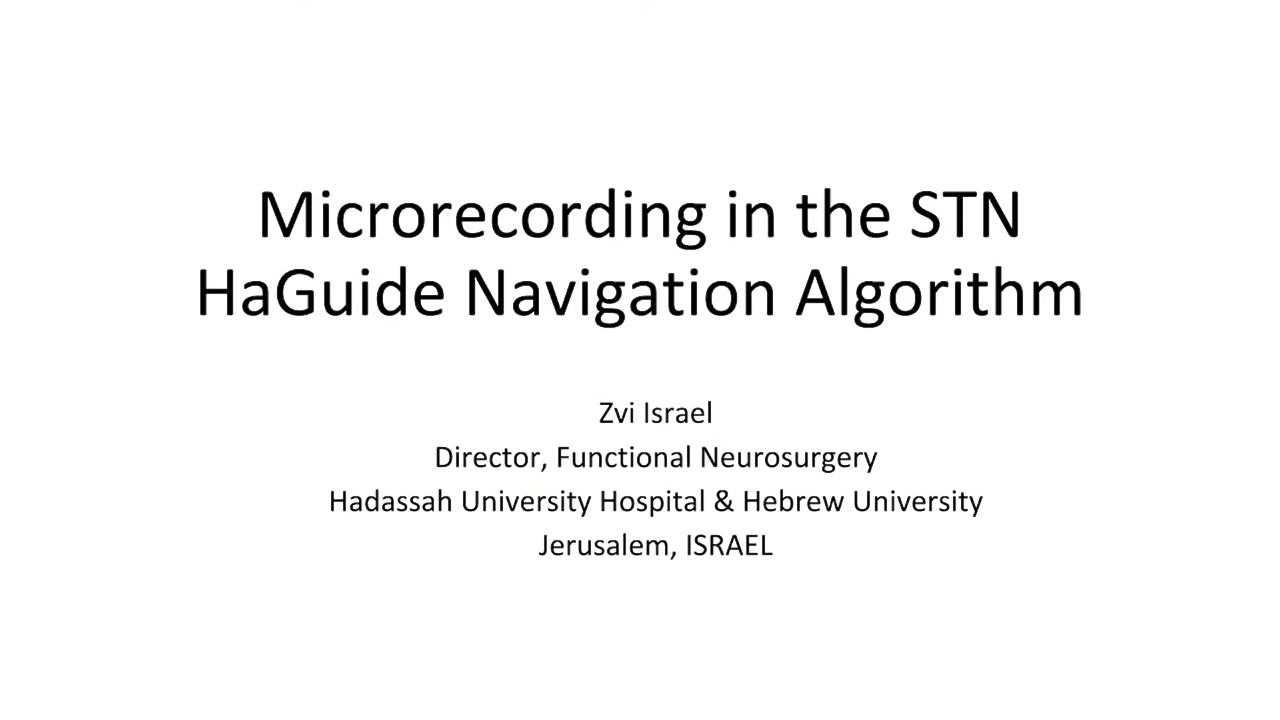 Microrecording in the STN
HaGuide Navigation Algorithm
Zvi Israel
Director, Functional Neurosurgery
Hadassah University Hospital & Hebrew University
Jerusalem, ISRAEL